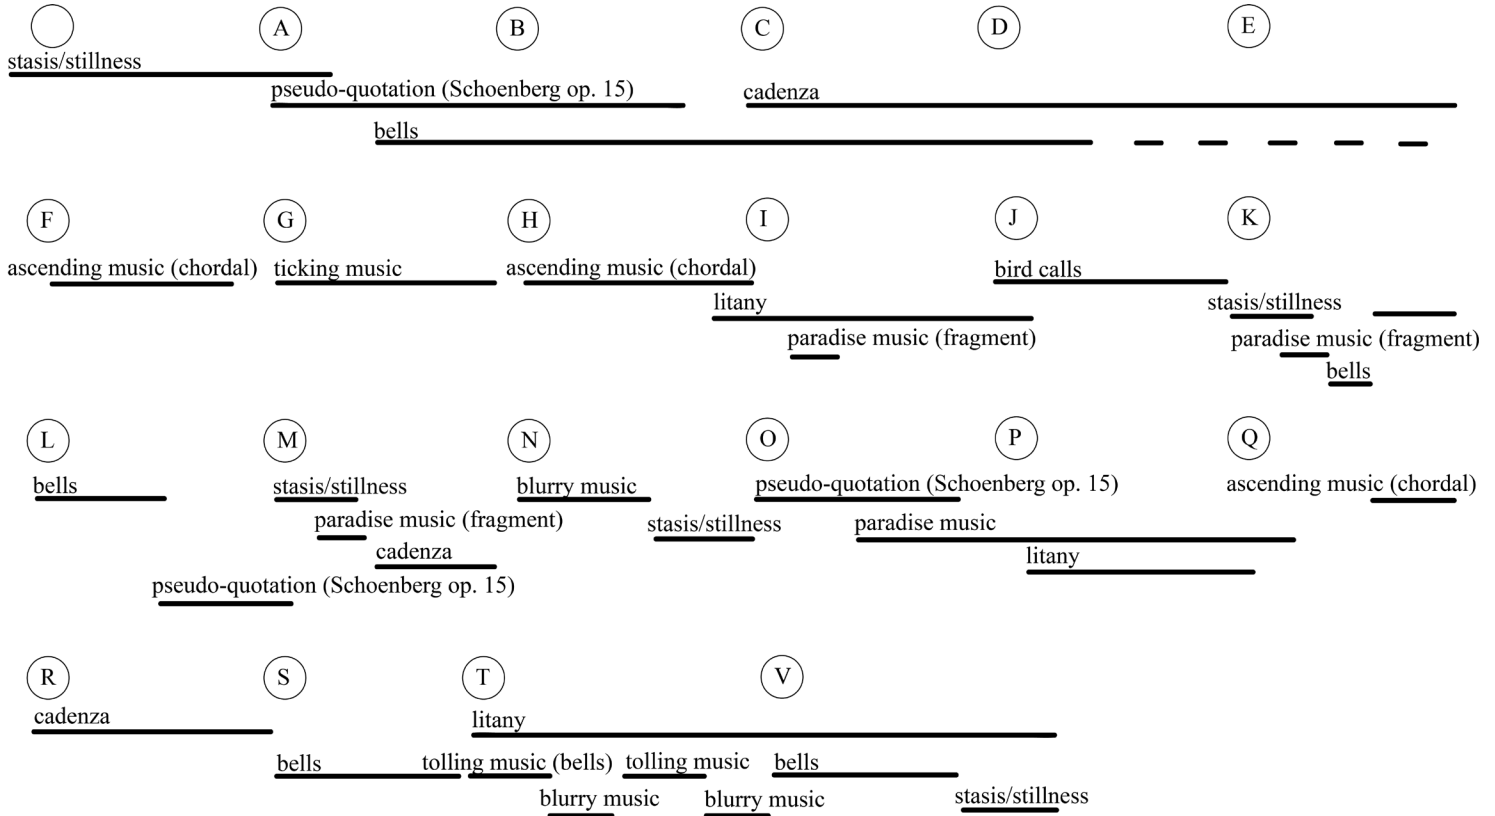 A B C D E
stasis/stillness
pseudo-quotation (Schoenberg op. 15) cadenza
bells
F G H I J K
ascending music (chordal) ticking music ascending music (chordal) bird calls
litany stasis/stillness
paradise music (fragment) paradise music (fragment)
bells
L M N O P Q
bells stasis/stillness blurry music pseudo-quotation (Schoenberg op. 15) ascending music (chordal)
paradise music (fragment) stasis/stillness paradise music
cadenza litany
pseudo-quotation (Schoenberg op. 15)
R S T V
cadenza litany
bells tolling music (bells) tolling music bells
blurry music blurry music stasis/stillness